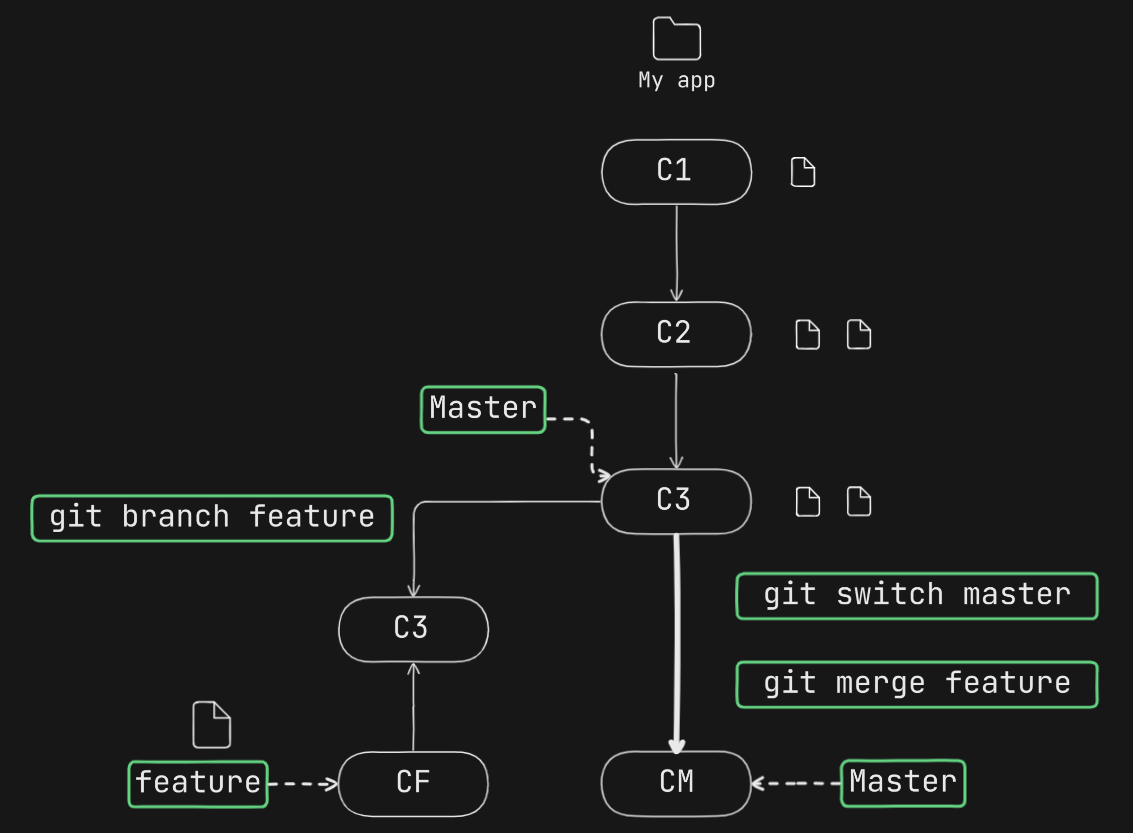 My app
C1
C2
Master
C3
git branch feature
git switch master
C3
git merge feature
feature
CF
CM
Master